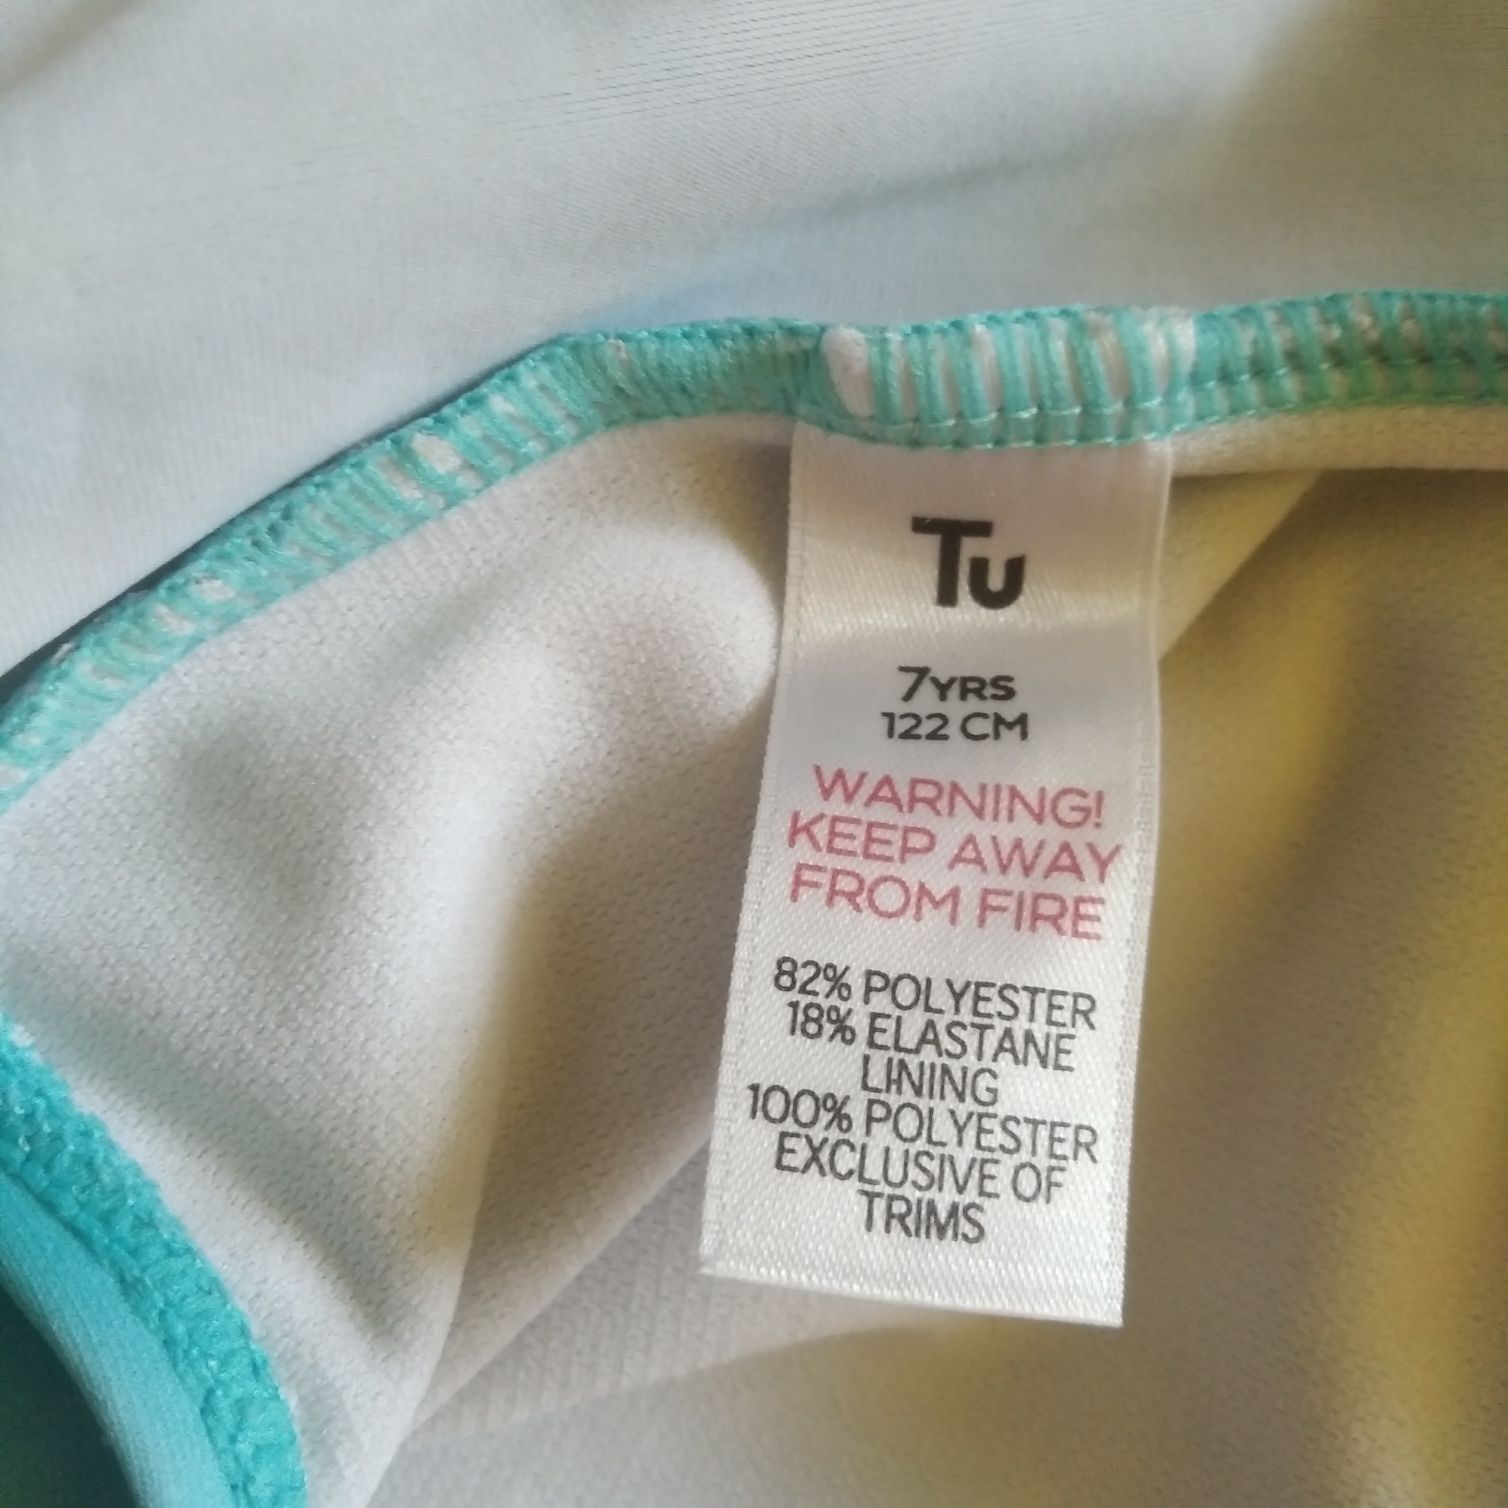 Tu
7YRS
122 CM
WARNING!
KEEP AWAY
FROM FIRE
82% POLYESTER
18% ELASTANE
LINING
100% POLYESTER
EXCLUSIVE OF
TRIMS